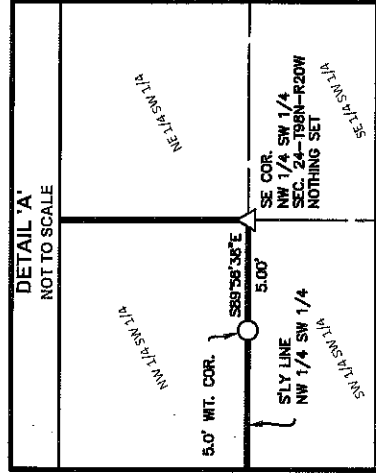 DETAIL 'A'
NOT TO SCALE
NW 1/4 SW 1/4
NE 1/4 SW 1/4
5.0' WIT. COR.
S89°58'38"E
5.00'
S'LY LINE
NW 1/4 SW 1/4
SW 1/4 SW 1/4
SE COR.
NW 1/4 SW 1/4
SEC. 24-T98N-R20W
NOTHING SET
SE 1/4 SW 1/4